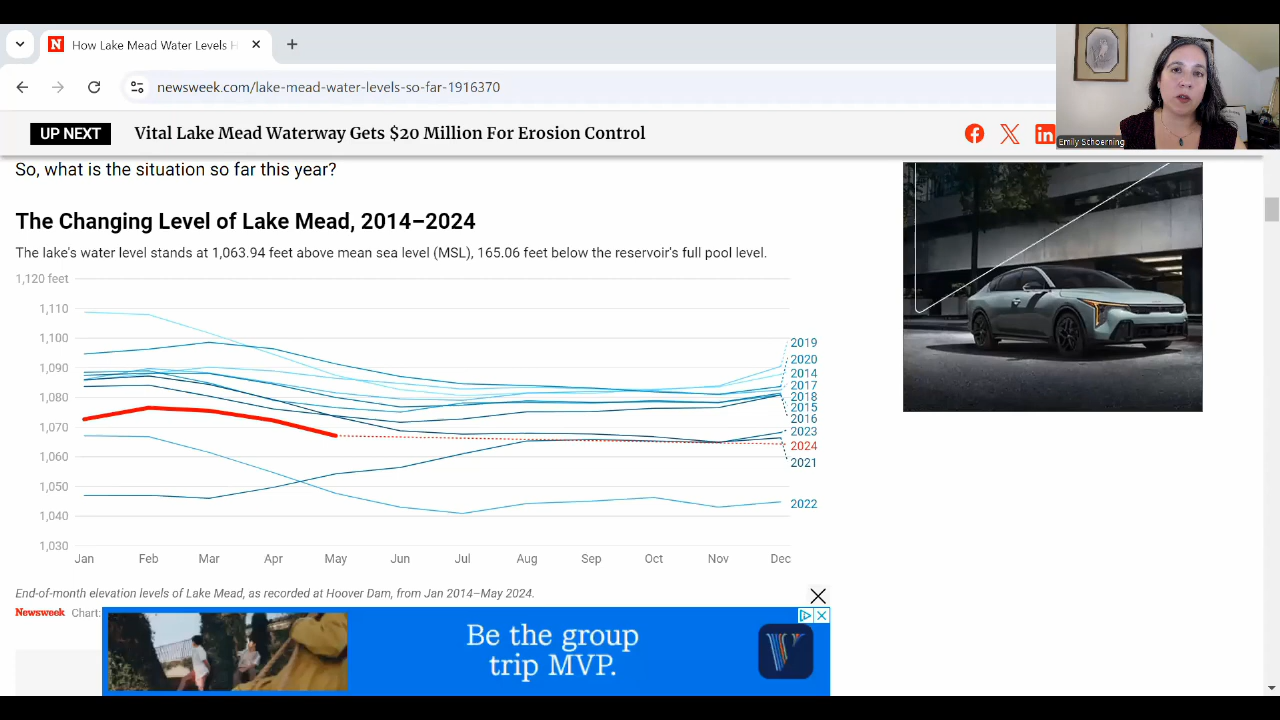 How Lake Mead Water Levels H
newsweek.com/lake-mead-water-levels-so-far-1916370
UP NEXT
Vital Lake Mead Waterway Gets $20 Million For Erosion Control
Emily Schoerning
So, what is the situation so far this year?
The Changing Level of Lake Mead, 2014–2024
The lake's water level stands at 1,063.94 feet above mean sea level (MSL), 165.06 feet below the reservoir's full pool level.
1,120 feet
1,110
1,100
1,090
1,080
1,070
1,060
1,050
1,040
1,030
2019
2020
2014
2017
2018
2015
2016
2023
2024
2021
2022
Jan Feb Mar Apr May Jun Jul Aug Sep Oct Nov Dec
End-of-month elevation levels of Lake Mead, as recorded at Hoover Dam, from Jan 2014–May 2024.
Newsweek Chart:
Be the group
trip MVP.